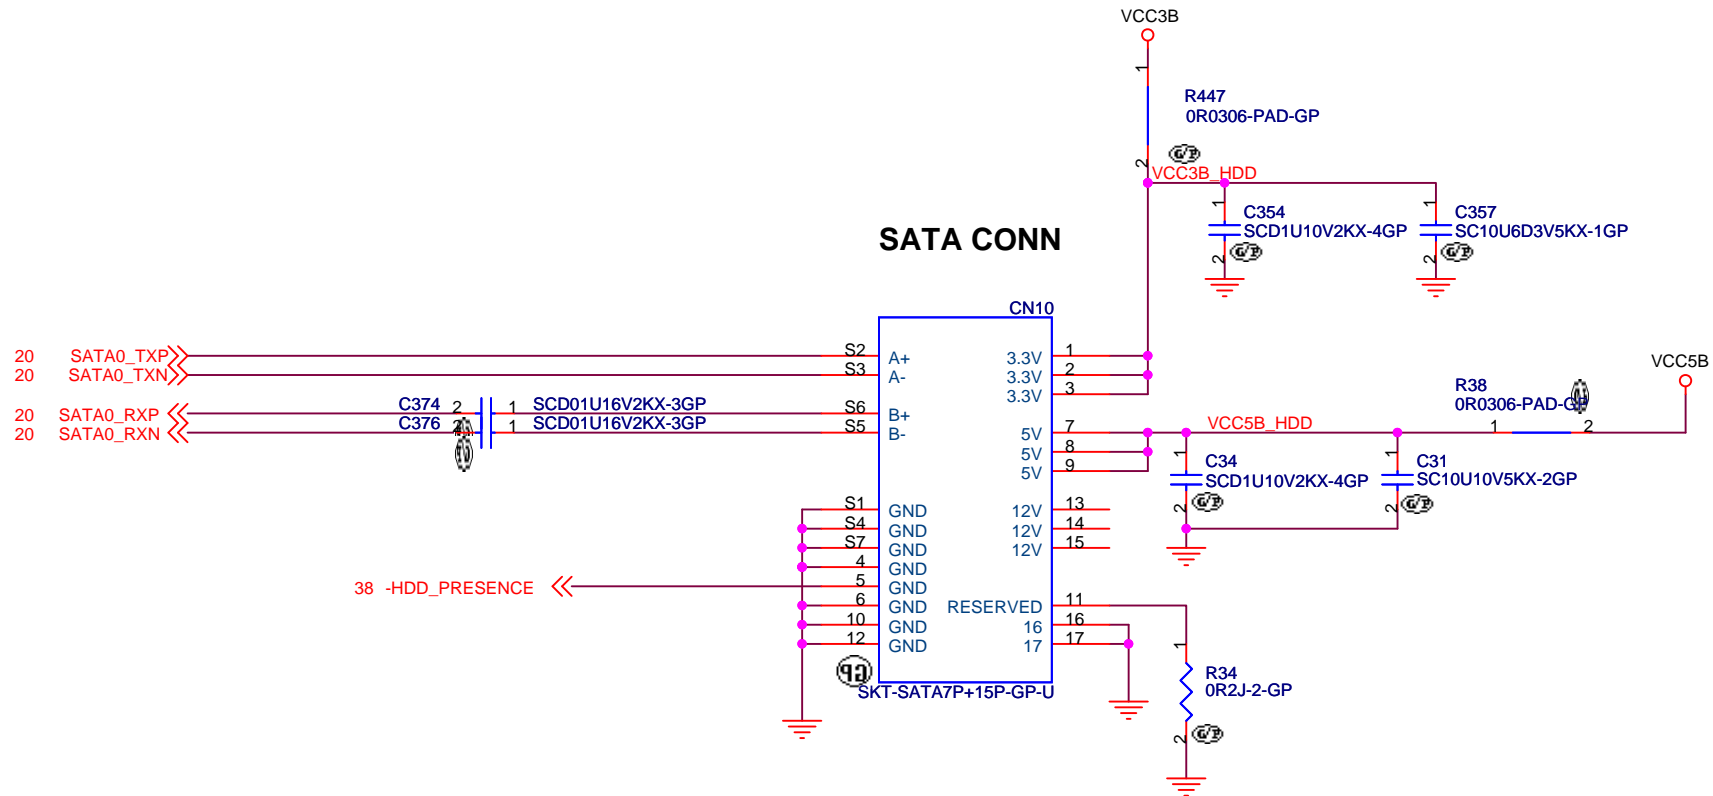 VCC3B
1
R447
0R0306-PAD-GP
2
G/P
VCC3B_HDD
1
C354
SCD1U10V2KX-4GP
2
G/P
1
C357
SC10U6D3V5KX-1GP
2
G/P
SATA CONN
CN10
20 SATA0_TXP
S2 A+
3.3V 1
20 SATA0_TXN
S3 A-
3.3V 2
3.3V 3
20 SATA0_RXP
C374 2 1 SCD01U16V2KX-3GP
S6 B+
20 SATA0_RXN
C376 2 1 SCD01U16V2KX-3GP
S5 B-
5V 7
5V 8
5V 9
VCC5B_HDD
VCC5B
R38
0R0306-PAD-GP
1 2
1
C34
SCD1U10V2KX-4GP
2
G/P
1
C31
SC10U10V5KX-2GP
2
G/P
S1 GND
12V 13
S4 GND
12V 14
S7 GND
12V 15
4 GND
38 -HDD_PRESENCE
5 GND
6 GND
RESERVED 11
10 GND
16 16
12 GND
17 17
GP
SKT-SATA7P+15P-GP-U
1
R34
0R2J-2-GP
2
G/P